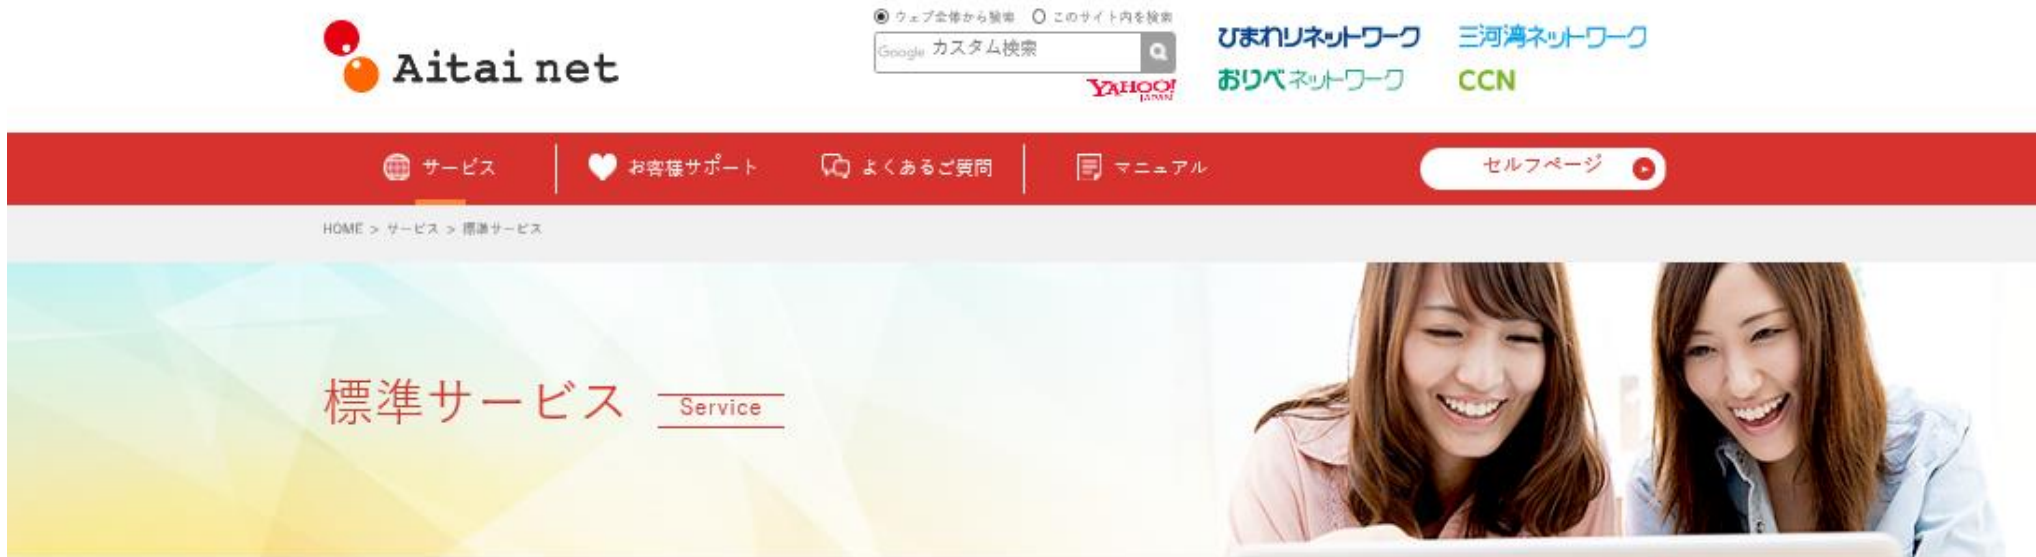 Aitai net
ウェブ全体から検索 このサイト内を検索
Google カスタム検索
YAHOO!
JAPAN
ひまわりネットワーク 三河湾ネットワーク
おりべネットワーク CCN
サービス お客様サポート よくあるご質問 マニュアル セルフページ
HOME > サービス > 標準サービス
標準サービス Service